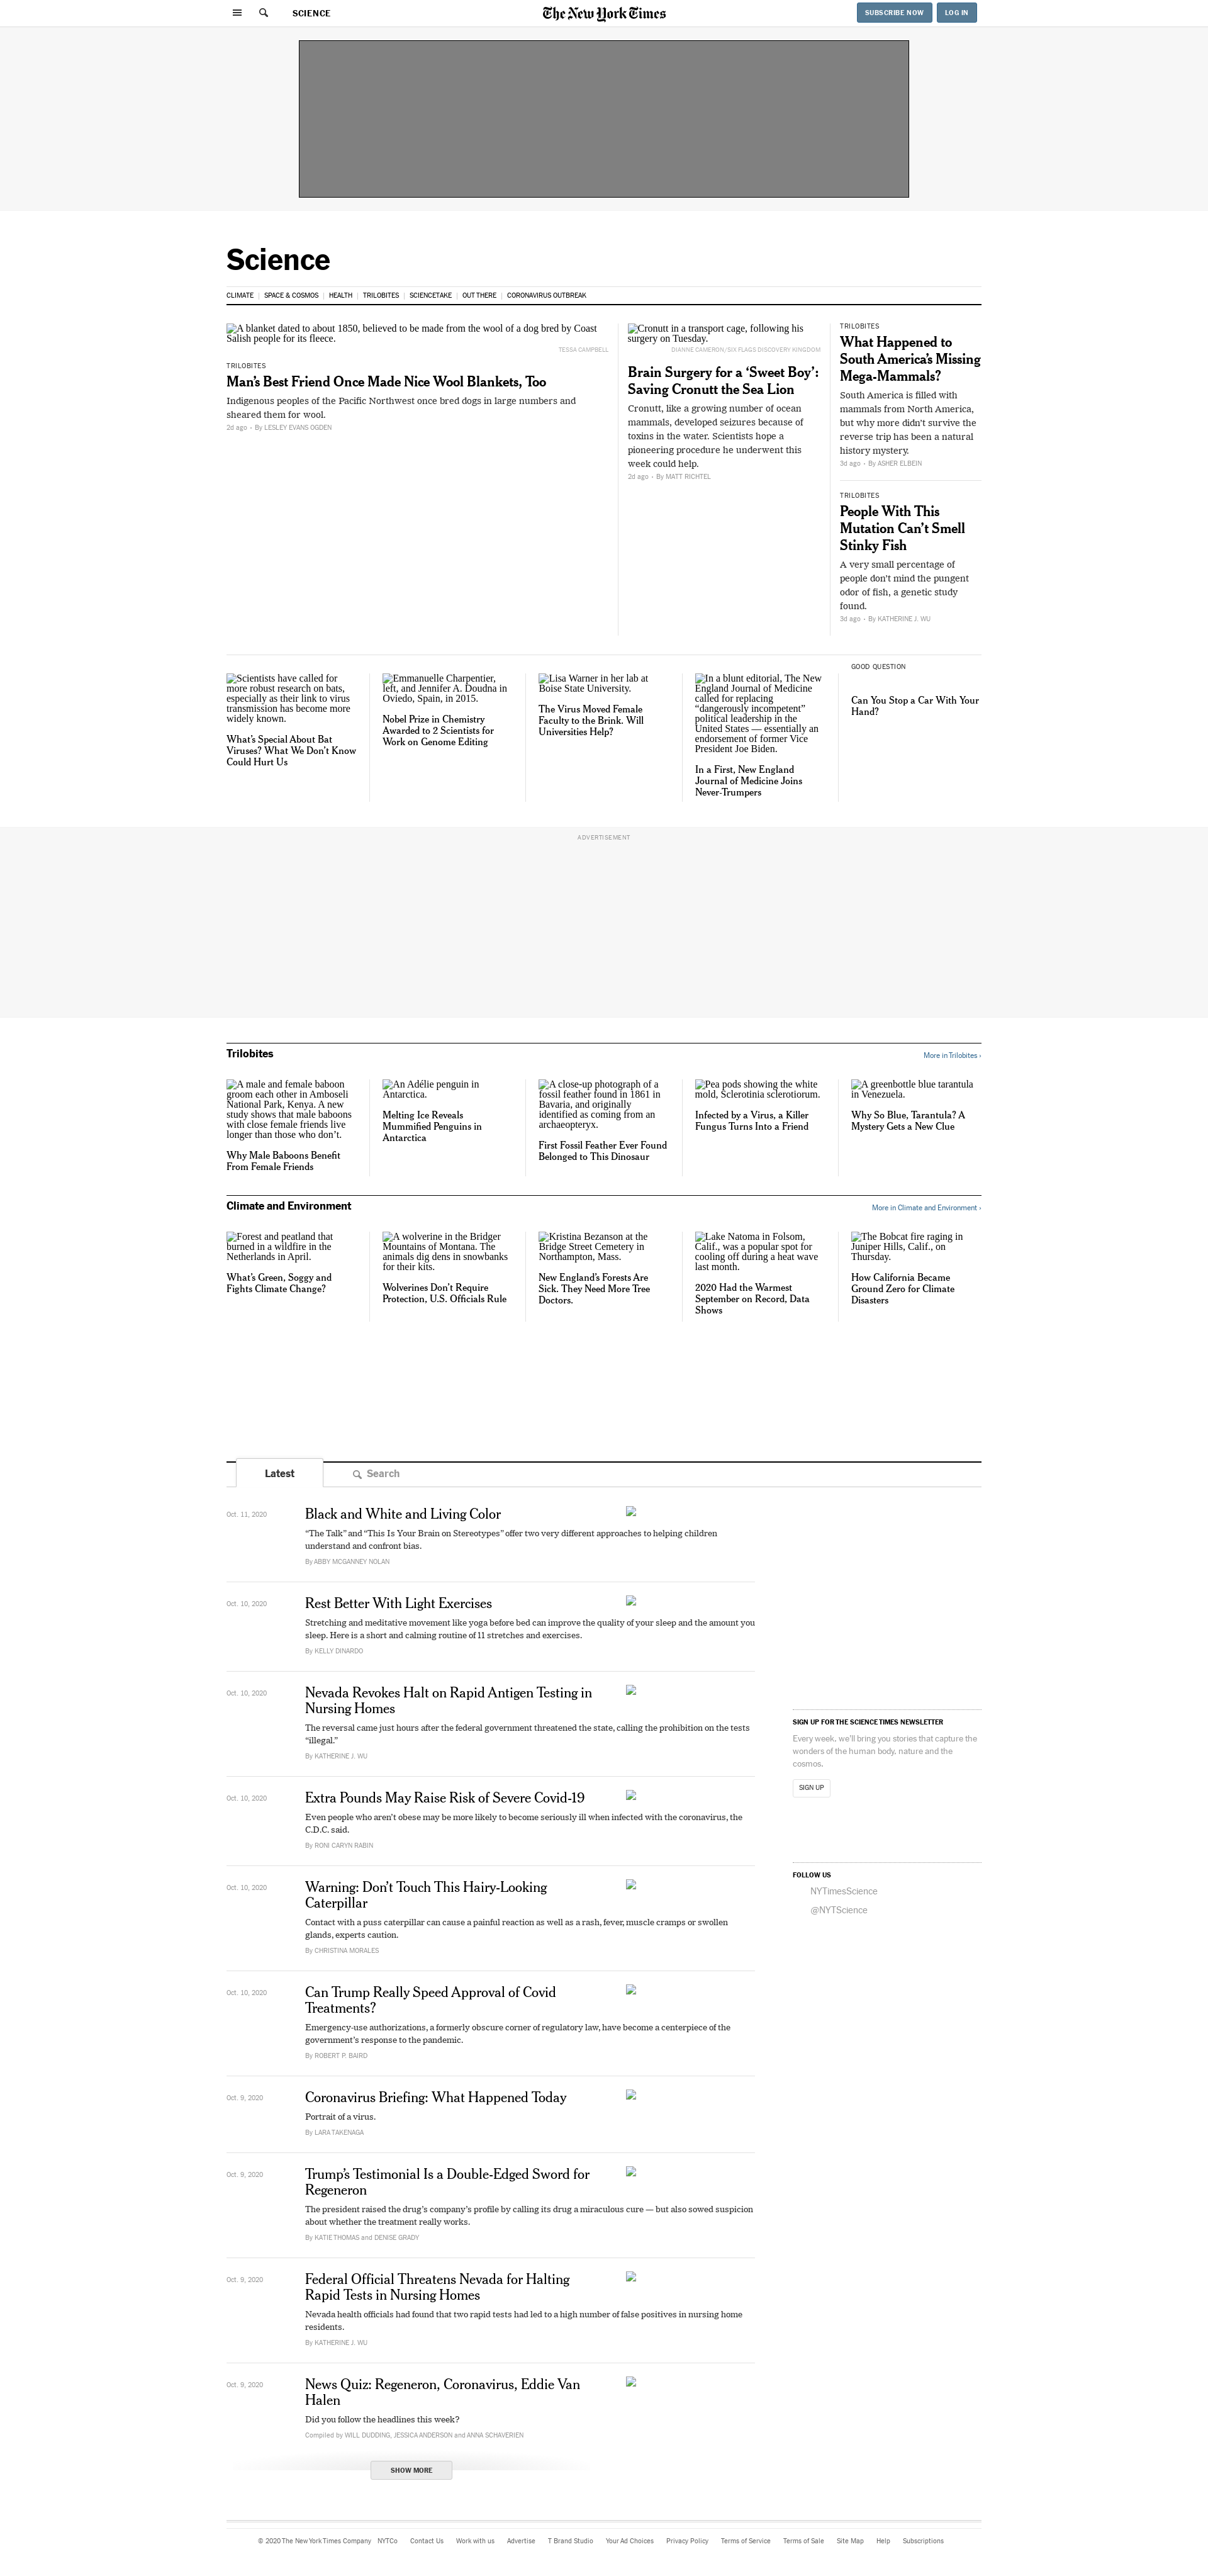 SCIENCE
The New York Times
SUBSCRIBE NOW
LOG IN
Science
CLIMATE | SPACE & COSMOS | HEALTH | TRILOBITES | SCIENCETAKE | OUT THERE | CORONAVIRUS OUTBREAK
A blanket dated to about 1850, believed to be made from the wool of a dog bred by Coast
Salish people for its fleece.
TESSA CAMPBELL
TRILOBITES
Man’s Best Friend Once Made Nice Wool Blankets, Too
Indigenous peoples of the Pacific Northwest once bred dogs in large numbers and
sheared them for wool.
2d ago • By LESLEY EVANS OGDEN
Cronutt in a transport cage, following his
surgery on Tuesday.
DIANNE CAMERON/SIX FLAGS DISCOVERY KINGDOM
Brain Surgery for a ‘Sweet Boy’:
Saving Cronutt the Sea Lion
Cronutt, like a growing number of ocean
mammals, developed seizures because of
toxins in the water. Scientists hope a
pioneering procedure he underwent this
week could help.
2d ago • By MATT RICHTEL
TRILOBITES
What Happened to
South America’s Missing
Mega-Mammals?
South America is filled with
mammals from North America,
but why more didn’t survive the
reverse trip has been a natural
history mystery.
3d ago • By ASHER ELBEIN
TRILOBITES
People With This
Mutation Can’t Smell
Stinky Fish
A very small percentage of
people don’t mind the pungent
odor of fish, a genetic study
found.
3d ago • By KATHERINE J. WU
Scientists have called for
more robust research on bats,
especially as their link to virus
transmission has become more
widely known.
What’s Special About Bat
Viruses? What We Don’t Know
Could Hurt Us
Emmanuelle Charpentier,
left, and Jennifer A. Doudna in
Oviedo, Spain, in 2015.
Nobel Prize in Chemistry
Awarded to 2 Scientists for
Work on Genome Editing
Lisa Warner in her lab at
Boise State University.
The Virus Moved Female
Faculty to the Brink. Will
Universities Help?
In a blunt editorial, The New
England Journal of Medicine
called for replacing
“dangerously incompetent”
political leadership in the
United States — essentially an
endorsement of former Vice
President Joe Biden.
In a First, New England
Journal of Medicine Joins
Never-Trumpers
GOOD QUESTION
Can You Stop a Car With Your
Hand?
ADVERTISEMENT
Trilobites
More in Trilobites ›
A male and female baboon
groom each other in Amboseli
National Park, Kenya. A new
study shows that male baboons
with close female friends live
longer than those who don’t.
Why Male Baboons Benefit
From Female Friends
An Adélie penguin in
Antarctica.
Melting Ice Reveals
Mummified Penguins in
Antarctica
A close-up photograph of a
fossil feather found in 1861 in
Bavaria, and originally
identified as coming from an
archaeopteryx.
First Fossil Feather Ever Found
Belonged to This Dinosaur
Pea pods showing the white
mold, Sclerotinia sclerotiorum.
Infected by a Virus, a Killer
Fungus Turns Into a Friend
A greenbottle blue tarantula
in Venezuela.
Why So Blue, Tarantula? A
Mystery Gets a New Clue
Climate and Environment
More in Climate and Environment ›
Forest and peatland that
burned in a wildfire in the
Netherlands in April.
What’s Green, Soggy and
Fights Climate Change?
A wolverine in the Bridger
Mountains of Montana. The
animals dig dens in snowbanks
for their kits.
Wolverines Don’t Require
Protection, U.S. Officials Rule
Kristina Bezanson at the
Bridge Street Cemetery in
Northampton, Mass.
New England’s Forests Are
Sick. They Need More Tree
Doctors.
Lake Natoma in Folsom,
Calif., was a popular spot for
cooling off during a heat wave
last month.
2020 Had the Warmest
September on Record, Data
Shows
The Bobcat fire raging in
Juniper Hills, Calif., on
Thursday.
How California Became
Ground Zero for Climate
Disasters
Latest
Search
Oct. 11, 2020
Black and White and Living Color
“The Talk” and “This Is Your Brain on Stereotypes” offer two very different approaches to helping children
understand and confront bias.
By ABBY MCGANNEY NOLAN
Oct. 10, 2020
Rest Better With Light Exercises
Stretching and meditative movement like yoga before bed can improve the quality of your sleep and the amount you
sleep. Here is a short and calming routine of 11 stretches and exercises.
By KELLY DINARDO
Oct. 10, 2020
Nevada Revokes Halt on Rapid Antigen Testing in
Nursing Homes
The reversal came just hours after the federal government threatened the state, calling the prohibition on the tests
“illegal.”
By KATHERINE J. WU
Oct. 10, 2020
Extra Pounds May Raise Risk of Severe Covid-19
Even people who aren’t obese may be more likely to become seriously ill when infected with the coronavirus, the
C.D.C. said.
By RONI CARYN RABIN
Oct. 10, 2020
Warning: Don’t Touch This Hairy-Looking
Caterpillar
Contact with a puss caterpillar can cause a painful reaction as well as a rash, fever, muscle cramps or swollen
glands, experts caution.
By CHRISTINA MORALES
Oct. 10, 2020
Can Trump Really Speed Approval of Covid
Treatments?
Emergency-use authorizations, a formerly obscure corner of regulatory law, have become a centerpiece of the
government’s response to the pandemic.
By ROBERT P. BAIRD
Oct. 9, 2020
Coronavirus Briefing: What Happened Today
Portrait of a virus.
By LARA TAKENAGA
Oct. 9, 2020
Trump’s Testimonial Is a Double-Edged Sword for
Regeneron
The president raised the drug’s company’s profile by calling its drug a miraculous cure — but also sowed suspicion
about whether the treatment really works.
By KATIE THOMAS and DENISE GRADY
Oct. 9, 2020
Federal Official Threatens Nevada for Halting
Rapid Tests in Nursing Homes
Nevada health officials had found that two rapid tests had led to a high number of false positives in nursing home
residents.
By KATHERINE J. WU
Oct. 9, 2020
News Quiz: Regeneron, Coronavirus, Eddie Van
Halen
Did you follow the headlines this week?
Compiled by WILL DUDDING, JESSICA ANDERSON and ANNA SCHAVERIEN
SHOW MORE
SIGN UP FOR THE SCIENCE TIMES NEWSLETTER
Every week, we’ll bring you stories that capture the
wonders of the human body, nature and the
cosmos.
SIGN UP
FOLLOW US
NYTimesScience
@NYTScience
© 2020 The New York Times Company NYTCo Contact Us Work with us Advertise T Brand Studio Your Ad Choices Privacy Policy Terms of Service Terms of Sale Site Map Help Subscriptions